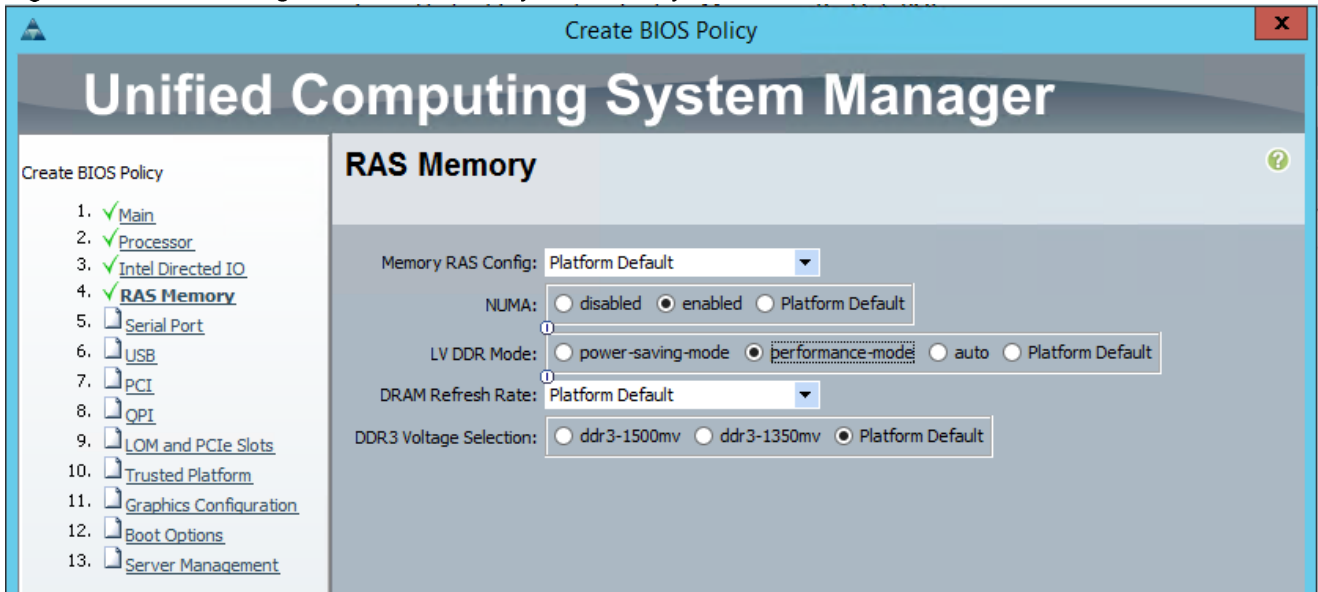 Create BIOS Policy
x
Unified Computing System Manager
Create BIOS Policy
1. Main
2. Processor
3. Intel Directed IO
4. RAS Memory
5. Serial Port
6. USB
7. PCI
8. QPI
9. LOM and PCIe Slots
10. Trusted Platform
11. Graphics Configuration
12. Boot Options
13. Server Management
RAS Memory
?
Memory RAS Config: Platform Default
NUMA: disabled enabled Platform Default
LV DDR Mode: power-saving-mode performance-mode auto Platform Default
DRAM Refresh Rate: Platform Default
DDR3 Voltage Selection: ddr3-1500mv ddr3-1350mv Platform Default